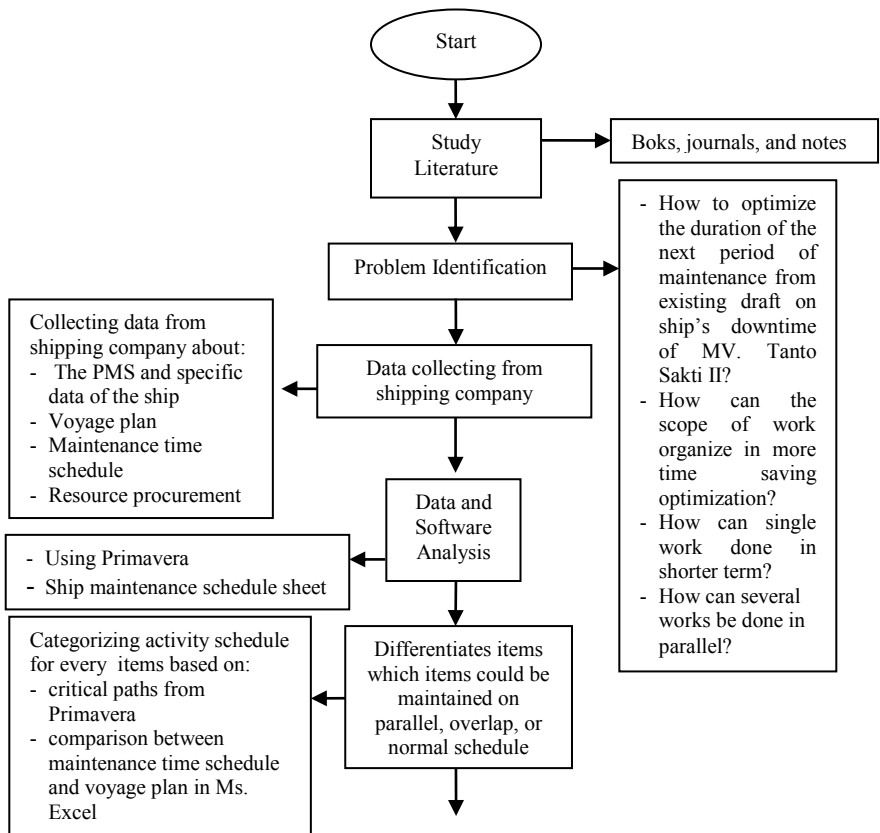 Start
Study
Literature
Boks, journals, and notes
Problem Identification
- How to optimize
the duration of the
next period of
maintenance from
existing draft on
ship's downtime
of MV. Tanto
Sakti II?
- How can the
scope of work
organize in more
time saving
optimization?
- How can single
work done in
shorter term?
- How can several
works be done in
parallel?
Data collecting from
shipping company
Collecting data from
shipping company about:
- The PMS and specific
data of the ship
- Voyage plan
- Maintenance time
schedule
- Resource procurement
Data and
Software
Analysis
- Using Primavera
- Ship maintenance schedule sheet
Differentiates items
which items could be
maintained on
parallel, overlap, or
normal schedule
Categorizing activity schedule
for every items based on:
- critical paths from
Primavera
- comparison between
maintenance time schedule
and voyage plan in Ms.
Excel